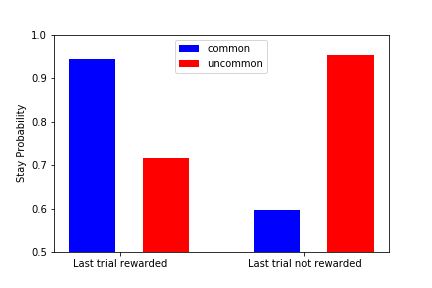 1.0
common
uncommon
0.9
0.8
0.7
0.6
0.5
Stay Probability
Last trial rewarded
Last trial not rewarded